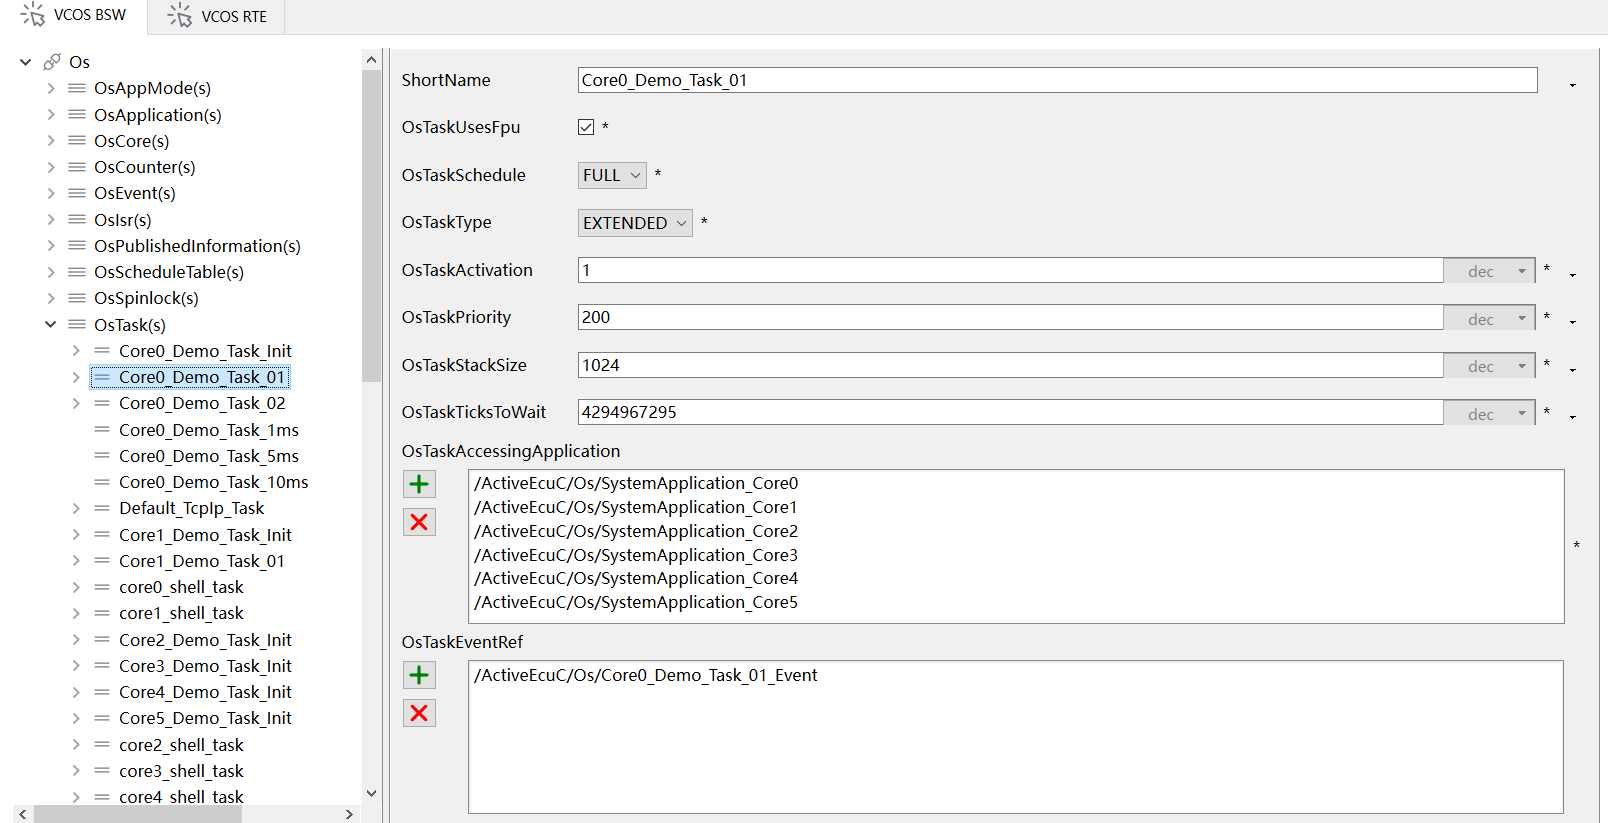 VCOS BSW
VCOS RTE
Os
OsAppMode(s)
OsApplication(s)
OsCore(s)
OsCounter(s)
OsEvent(s)
OsIsr(s)
OsPublishedInformation(s)
OsScheduleTable(s)
OsSpinlock(s)
OsTask(s)
Core0_Demo_Task_Init
Core0_Demo_Task_01
Core0_Demo_Task_02
Core0_Demo_Task_1ms
Core0_Demo_Task_5ms
Core0_Demo_Task_10ms
Default_TcpIp_Task
Core1_Demo_Task_Init
Core1_Demo_Task_01
core0_shell_task
core1_shell_task
Core2_Demo_Task_Init
Core3_Demo_Task_Init
Core4_Demo_Task_Init
Core5_Demo_Task_Init
core2_shell_task
core3_shell_task
core4_shell_task
ShortName Core0_Demo_Task_01
OsTaskUsesFpu *
OsTaskSchedule FULL *
OsTaskType EXTENDED *
OsTaskActivation 1 dec *
OsTaskPriority 200 dec *
OsTaskStackSize 1024 dec *
OsTaskTicksToWait 4294967295 dec *
OsTaskAccessingApplication
/ActiveEcuC/Os/SystemApplication_Core0
/ActiveEcuC/Os/SystemApplication_Core1
/ActiveEcuC/Os/SystemApplication_Core2
/ActiveEcuC/Os/SystemApplication_Core3
/ActiveEcuC/Os/SystemApplication_Core4
/ActiveEcuC/Os/SystemApplication_Core5
*
OsTaskEventRef
/ActiveEcuC/Os/Core0_Demo_Task_01_Event